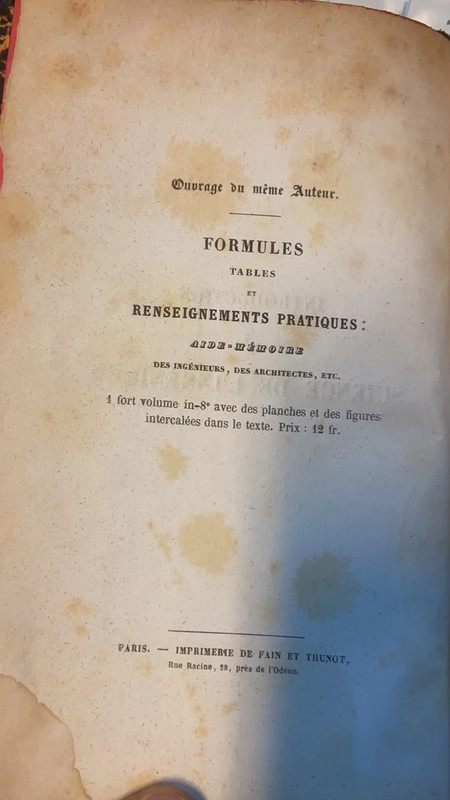 Ouvrage du même Auteur.
FORMULES
TABLES
ET
RENSEIGNEMENTS PRATIQUES:
AIDE-MÉMOIRE
DES INGÉNIEURS, DES ARCHITECTES, ETC.
1 fort volume in-8° avec des planches et des figures
intercalées dans le texte. Prix : 12 fr.
PARIS. — IMPRIMERIE DE FAIN ET THUNOT,
Rue Racine, 28, près de l'Odéon.